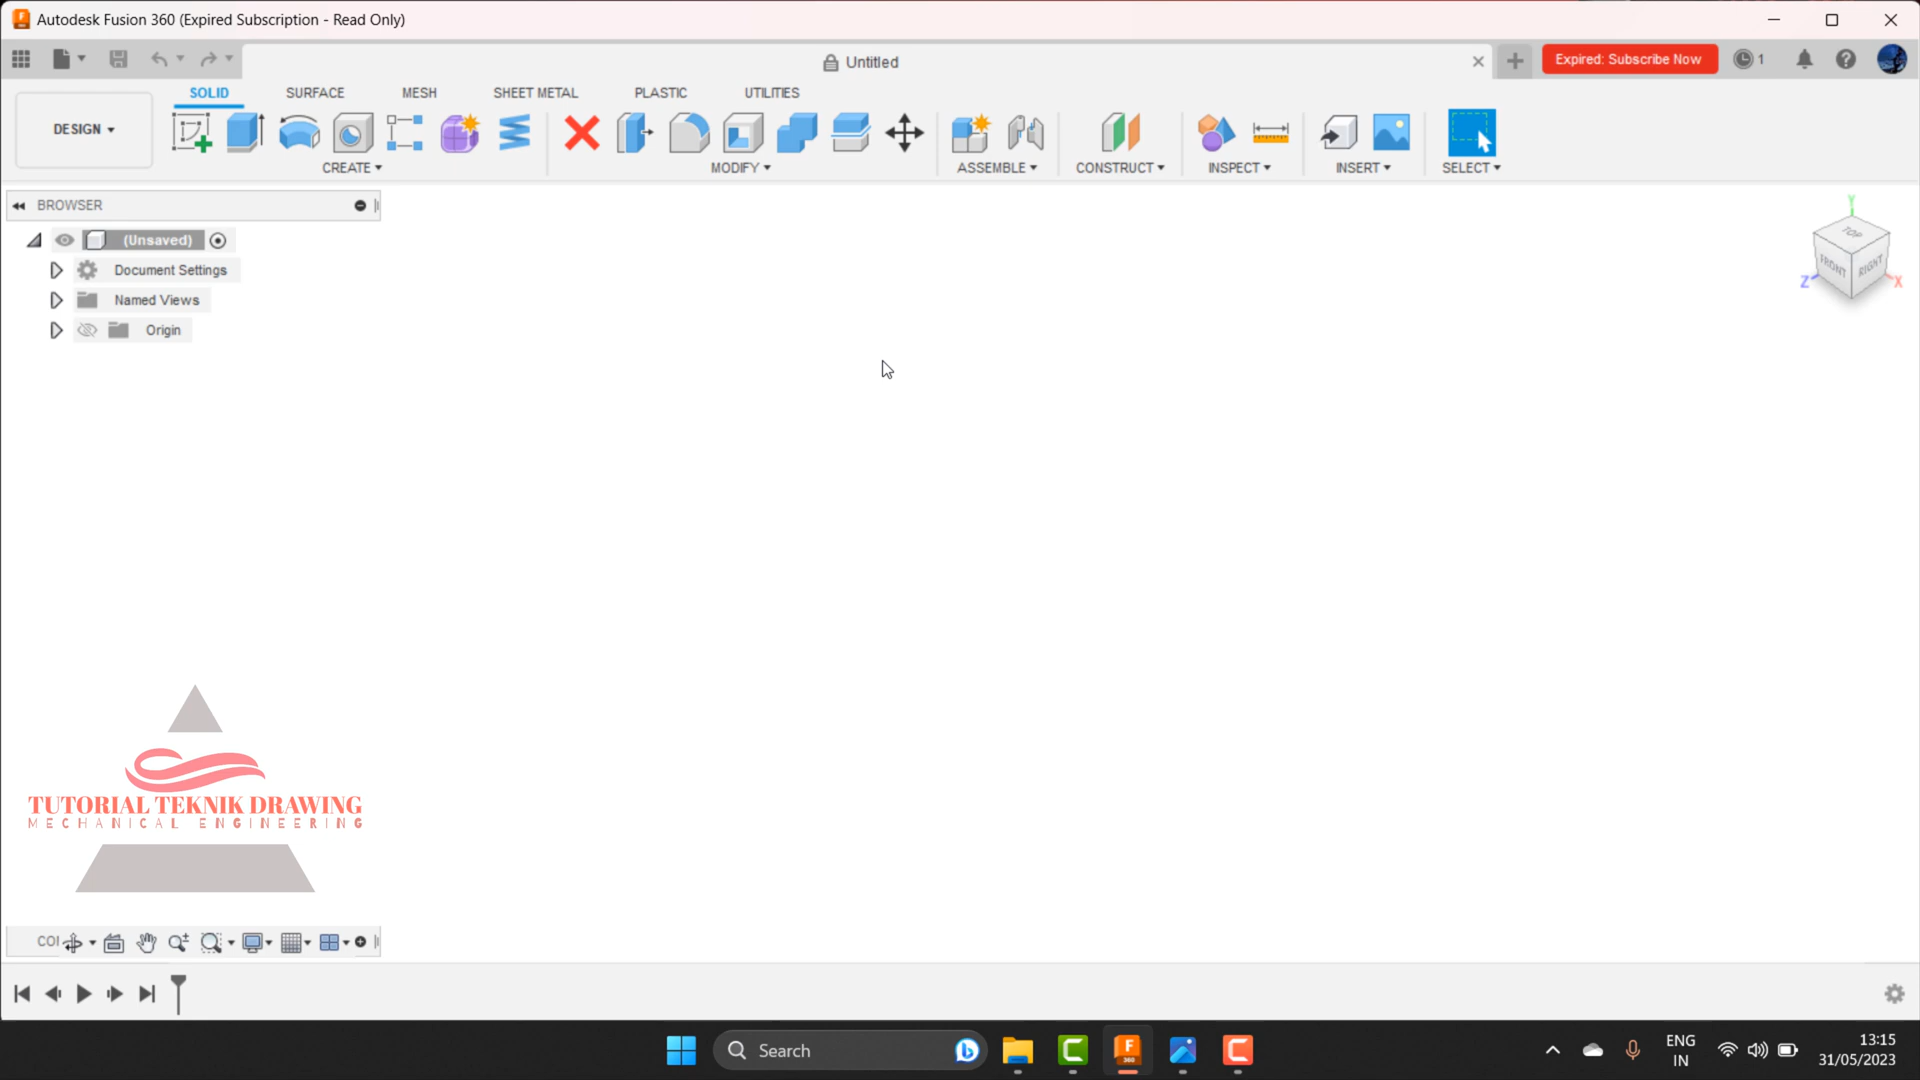 Autodesk Fusion 360 (Expired Subscription - Read Only)
Untitled
Expired: Subscribe Now
1
DESIGN
SOLID
SURFACE
MESH
SHEET METAL
PLASTIC
UTILITIES
CREATE
MODIFY
ASSEMBLE
CONSTRUCT
INSPECT
INSERT
SELECT
BROWSER
(Unsaved)
Document Settings
Named Views
Origin
Y
TOP
FRONT
RIGHT
Z
X
TUTORIAL TEKNIK DRAWING
MECHANICAL ENGINEERING
Search
F
360
ENG
IN
13:15
31/05/2023